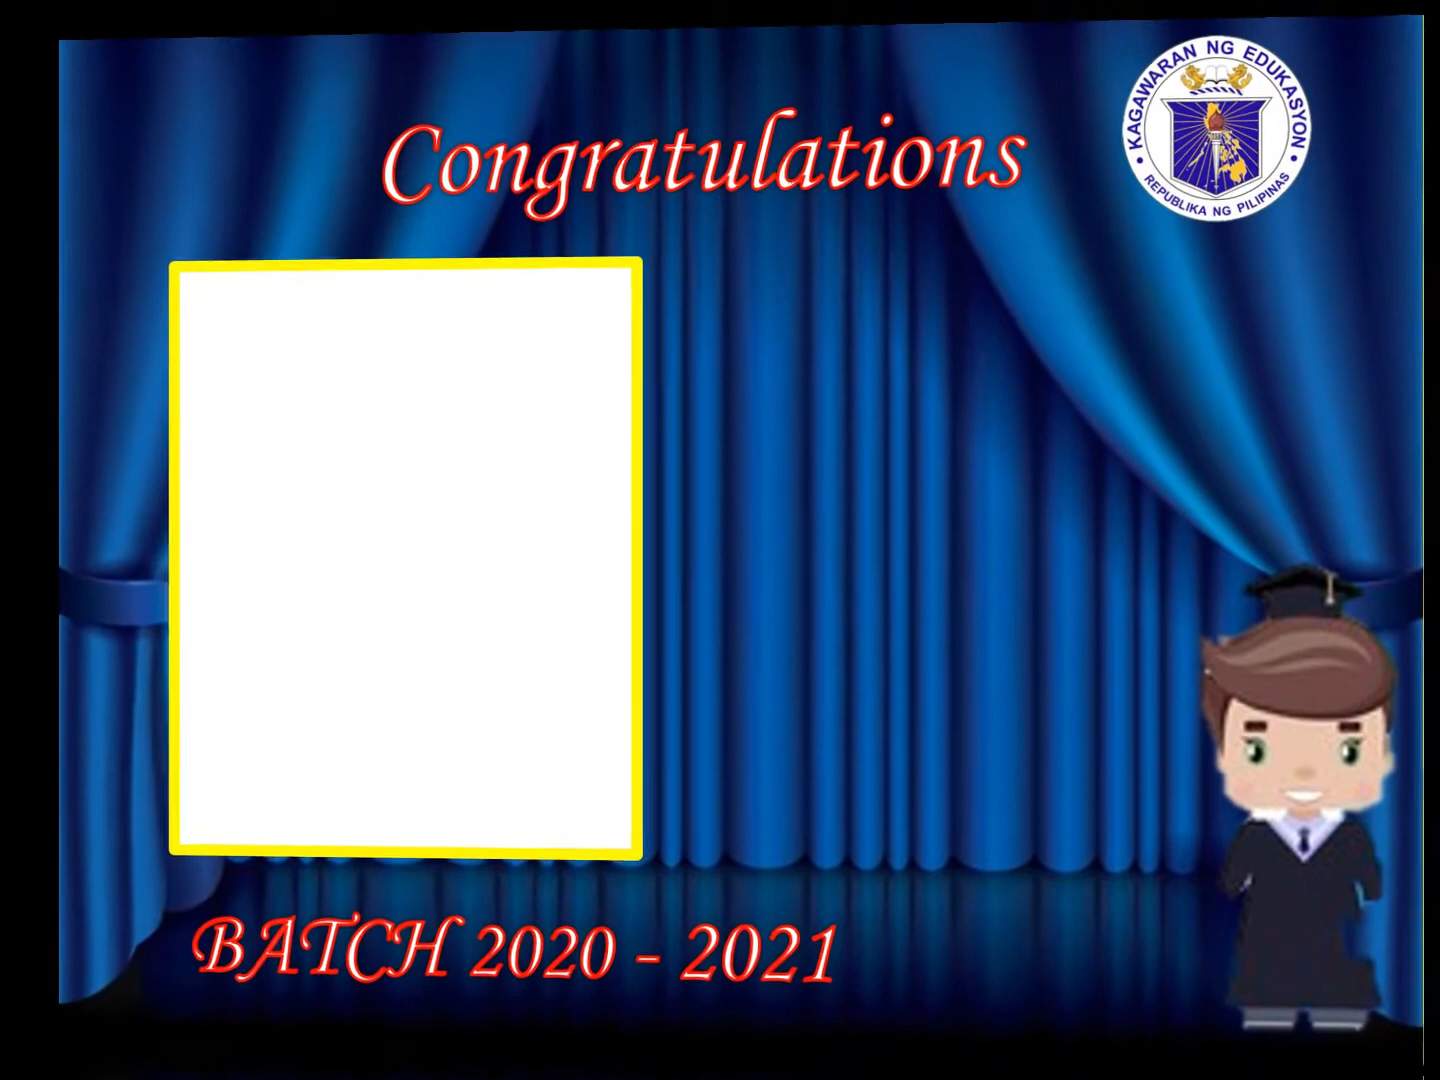 Congratulations
• KAGAWARAN NG EDUKASYON •
REPUBLIKA NG PILIPINAS
BATCH 2020 - 2021